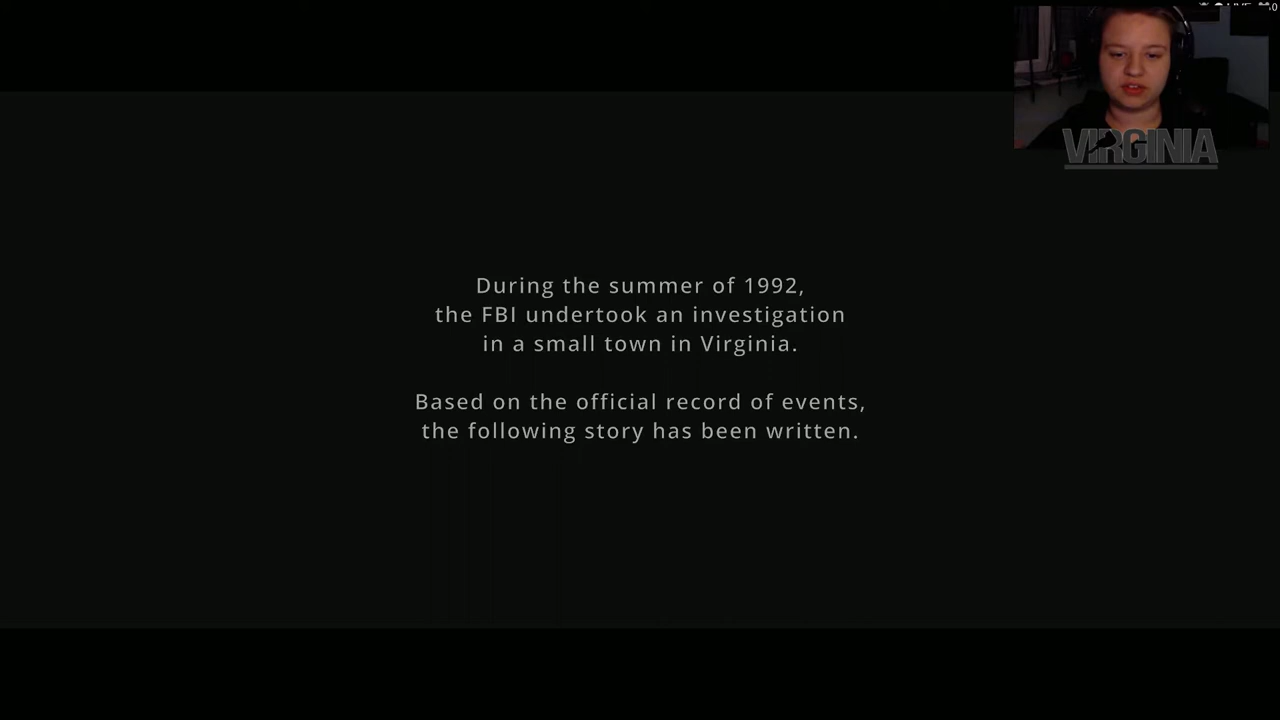 VIRGINIA
During the summer of 1992,
the FBI undertook an investigation
in a small town in Virginia.
Based on the official record of events,
the following story has been written.